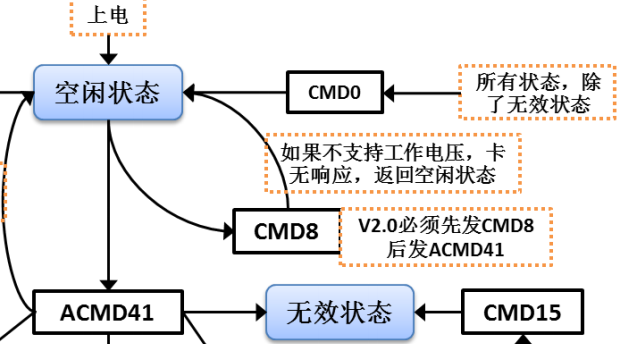 上电
空闲状态
CMD0
所有状态，除
了无效状态
如果不支持工作电压，卡
无响应，返回空闲状态
CMD8
V2.0必须先发CMD8
后发ACMD41
ACMD41
无效状态
CMD15